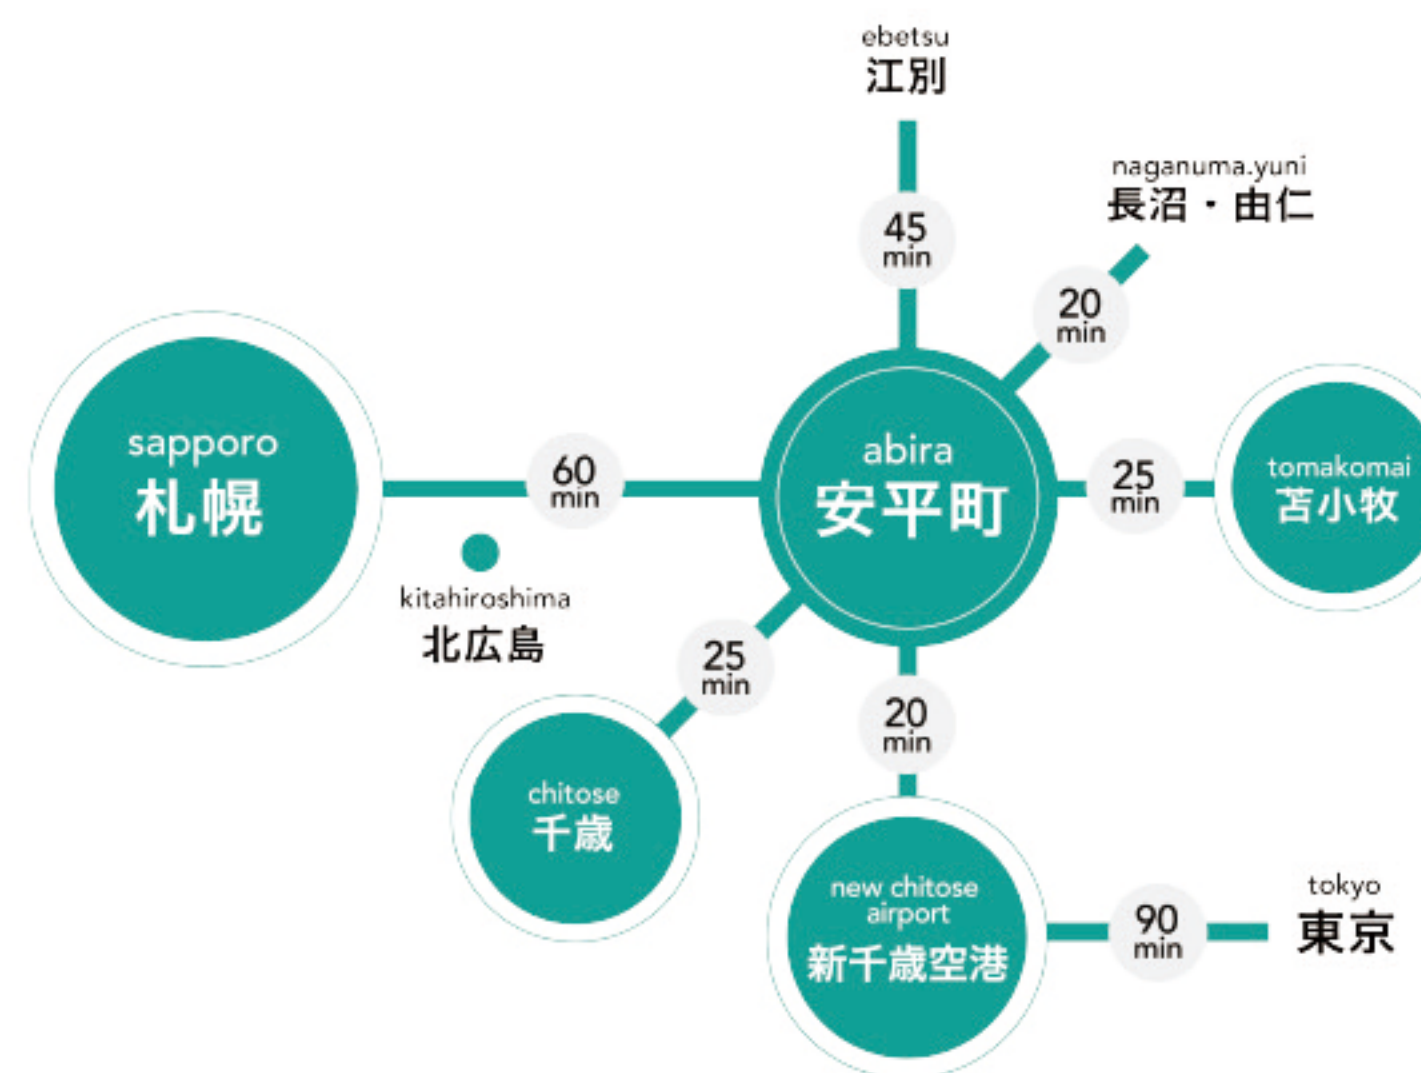 ebetsu
江別
45
min
naganuma.yuni
長沼・由仁
20
min
sapporo
札幌
60
min
abira
安平町
25
min
tomakomai
苫小牧
kitahiroshima
北広島
25
min
20
min
chitose
千歳
new chitose
airport
新千歳空港
90
min
tokyo
東京